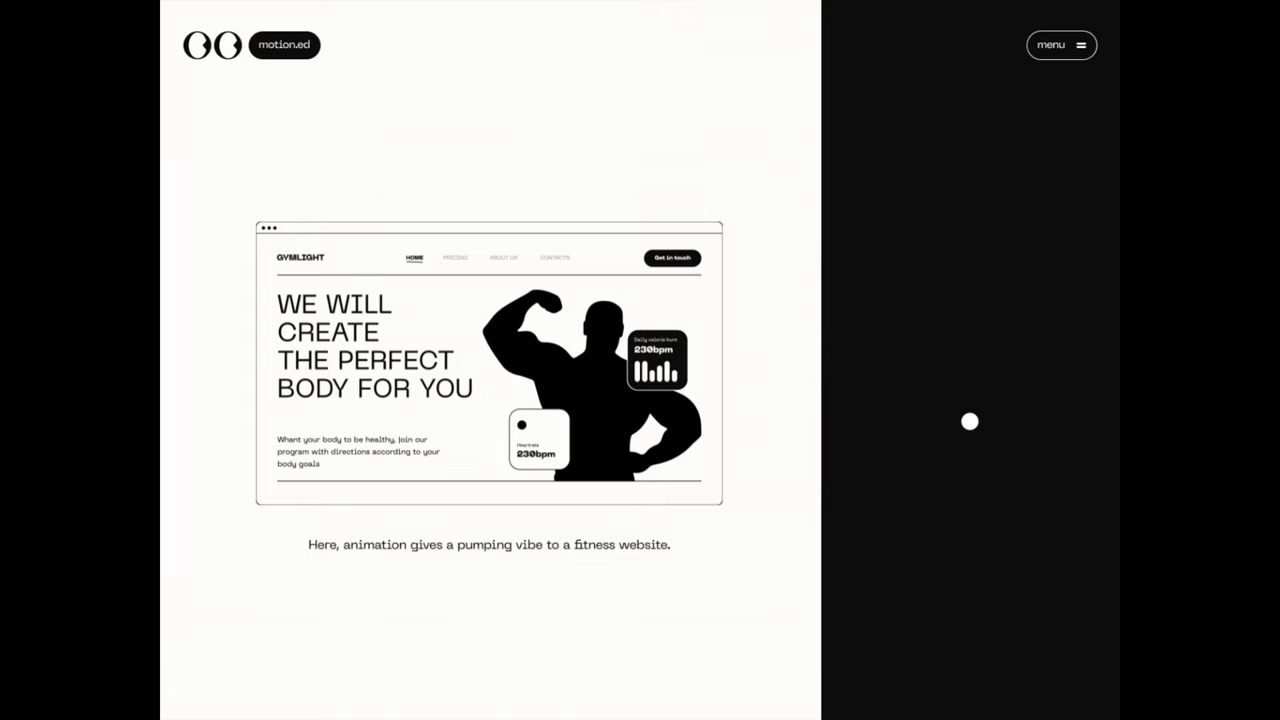 motion.ed
menu
GYMLIGHT
HOME PRICING ABOUT US CONTACTS
Get in touch
WE WILL
CREATE
THE PERFECT
BODY FOR YOU
Daily calorie burn
230bpm
Heartrate
230bpm
Whant your body to be healthy, join our
program with directions according to your
body goals
Here, animation gives a pumping vibe to a fitness website.